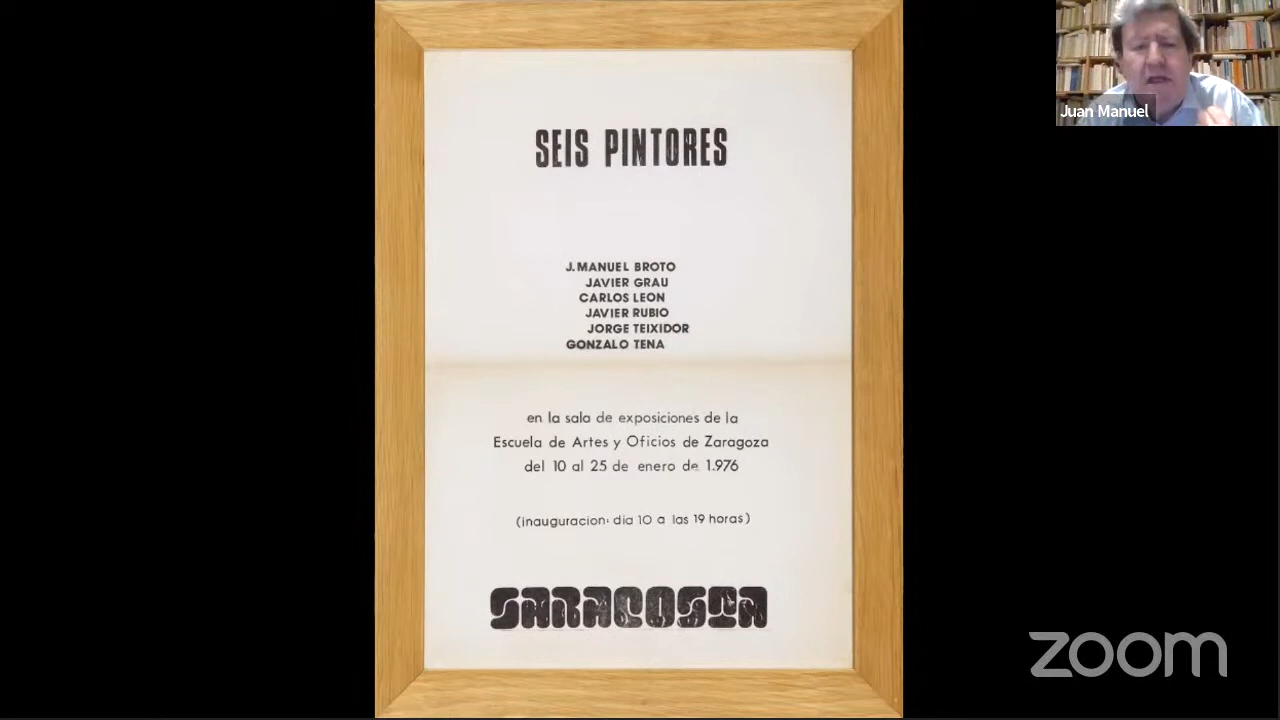 SEIS PINTORES
J.MANUEL BROTO
JAVIER GRAU
CARLOS LEON
JAVIER RUBIO
JORGE TEIXIDOR
GONZALO TENA
en la sala de exposiciones de la
Escuela de Artes y Oficios de Zaragoza
del 10 al 25 de enero de 1.976
(inauguracion: dia 10 a las 19 horas)
SARACOSTA
Juan Manuel
zoom